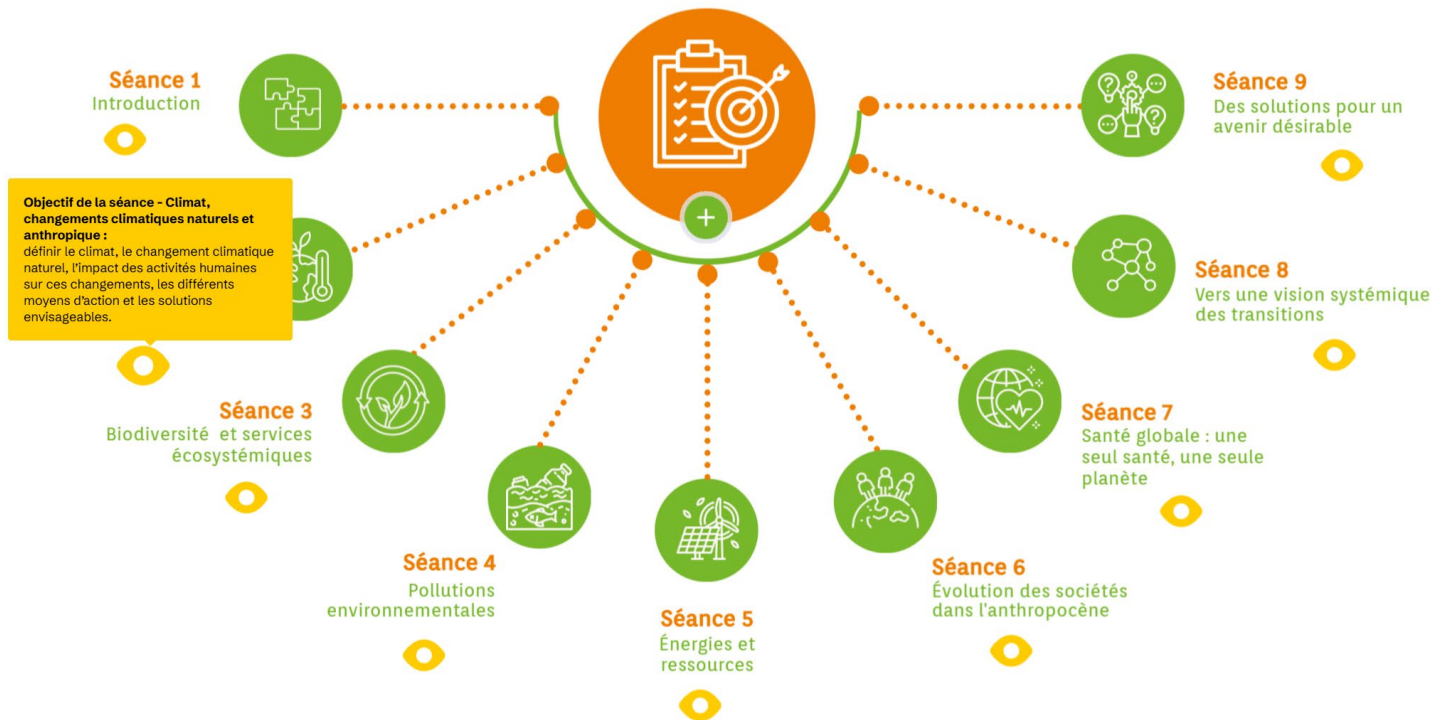 Séance 1
Introduction
Objectif de la séance - Climat,
changements climatiques naturels et
anthropique :
définir le climat, le changement climatique
naturel, l'impact des activités humaines
sur ces changements, les différents
moyens d'action et les solutions
envisageables.
Séance 3
Biodiversité et services
écosystémiques
Séance 4
Pollutions
environnementales
Séance 5
Énergies et
ressources
Séance 6
Évolution des sociétés
dans l'anthropocène
Séance 7
Santé globale : une
seul santé, une seule
planète
Séance 8
Vers une vision systémique
des transitions
Séance 9
Des solutions pour un
avenir désirable